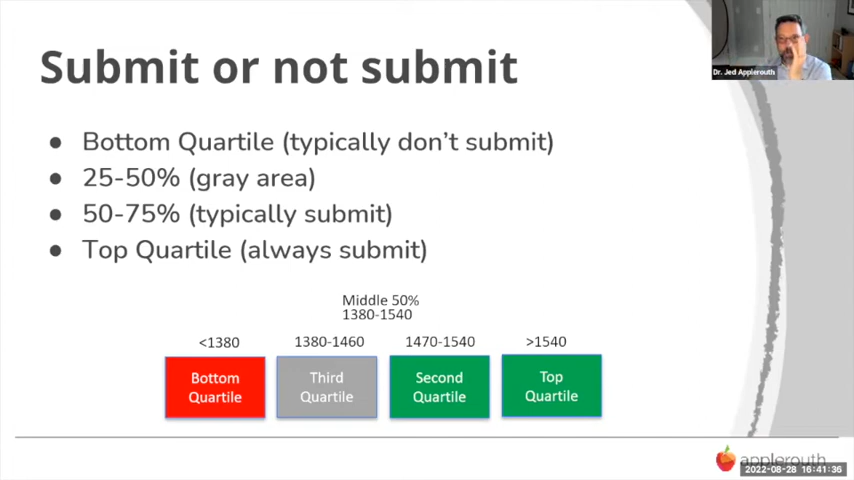 Dr. Jed Applerouth
Submit or not submit
● Bottom Quartile (typically don't submit)
● 25-50% (gray area)
● 50-75% (typically submit)
● Top Quartile (always submit)
Middle 50%
1380-1540
<1380 1380-1460 1470-1540 >1540
Bottom Quartile
Third Quartile
Second Quartile
Top Quartile
applerouth
2022-08-28 16:41:36